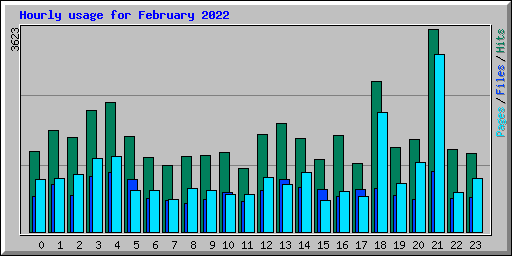 Hourly usage for February 2022
3623
Pages / Files / Hits
0 1 2 3 4 5 6 7 8 9 10 11 12 13 14 15 16 17 18 19 20 21 22 23